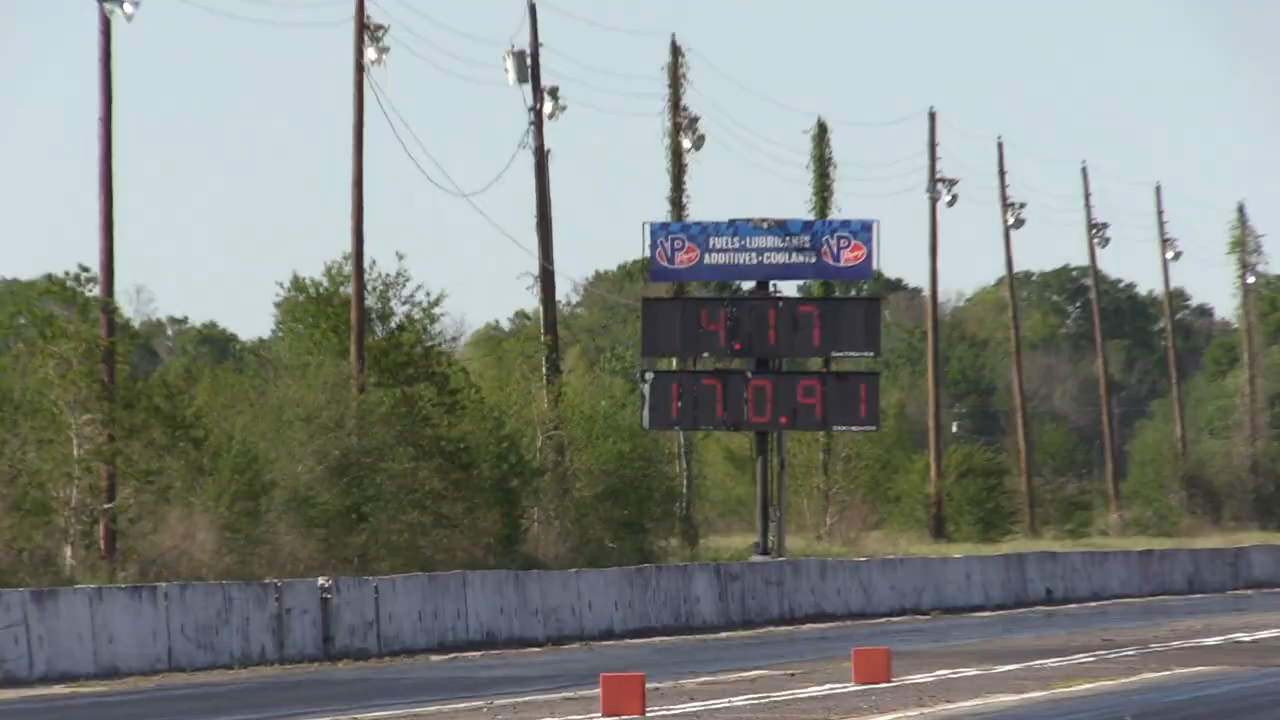 VP FUELS • LUBRICANTS VP
ADDITIVES • COOLANTS
4.17
170.91